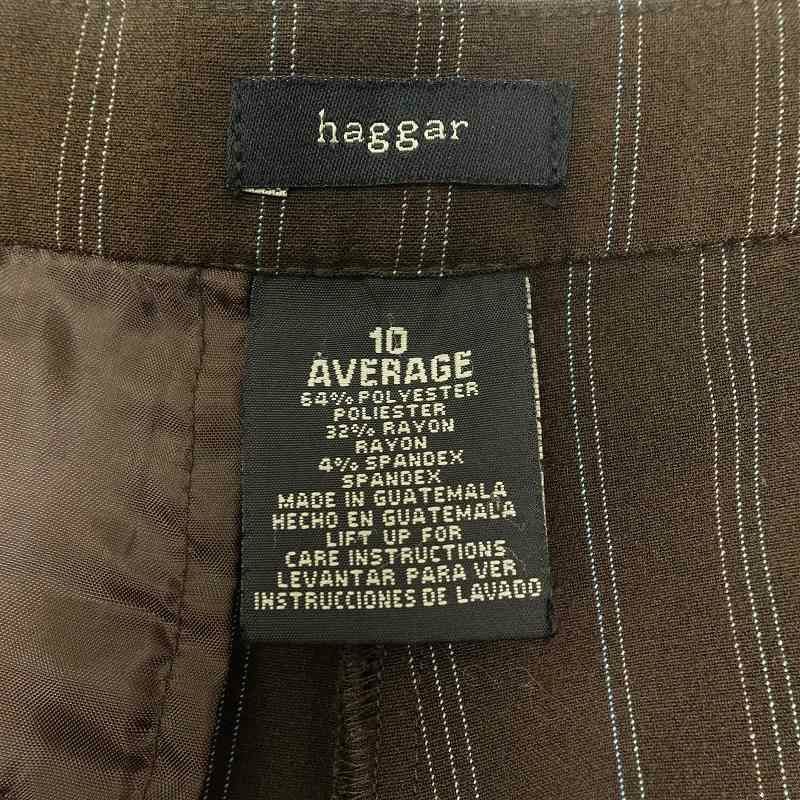 haggar
10
AVERAGE
64% POLYESTER
POLIESTER
32% RAYON
RAYON
4% SPANDEX
SPANDEX
MADE IN GUATEMALA
HECHO EN GUATEMALA
LIFT UP FOR
CARE INSTRUCTIONS
LEVANTAR PARA VER
INSTRUCCIONES DE LAVADO